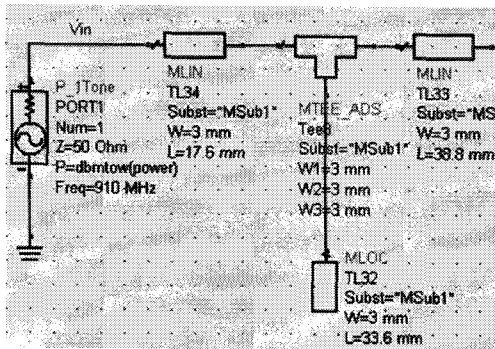 Vin
P_1Tone
PORT1
Num=1
Z=50 Ohm
P=dbmtow(power)
Freq=910 MHz
MLIN
TL34
Subst="MSub1"
W=3 mm
L=17.6 mm
MTEE_ADS
Subst="MSub1"
W1=3 mm
W2=3 mm
W3=3 mm
MLIN
TL33
Subst="MS
W=3 mm
L=38.8 mm
MLOC
TL32
Subst="MSub1"
W=3 mm
L=33.6 mm